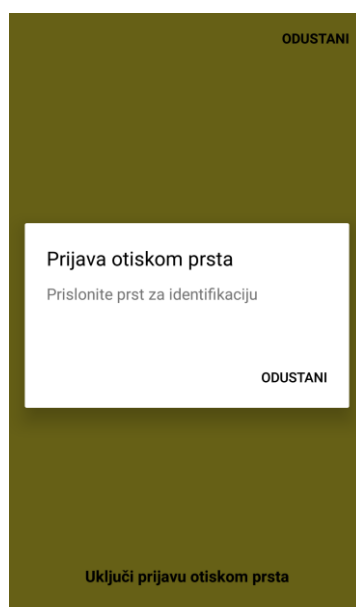 ODUSTANI
Prijava otiskom prsta
Prislonite prst za identifikaciju
ODUSTANI
Uključi prijavu otiskom prsta